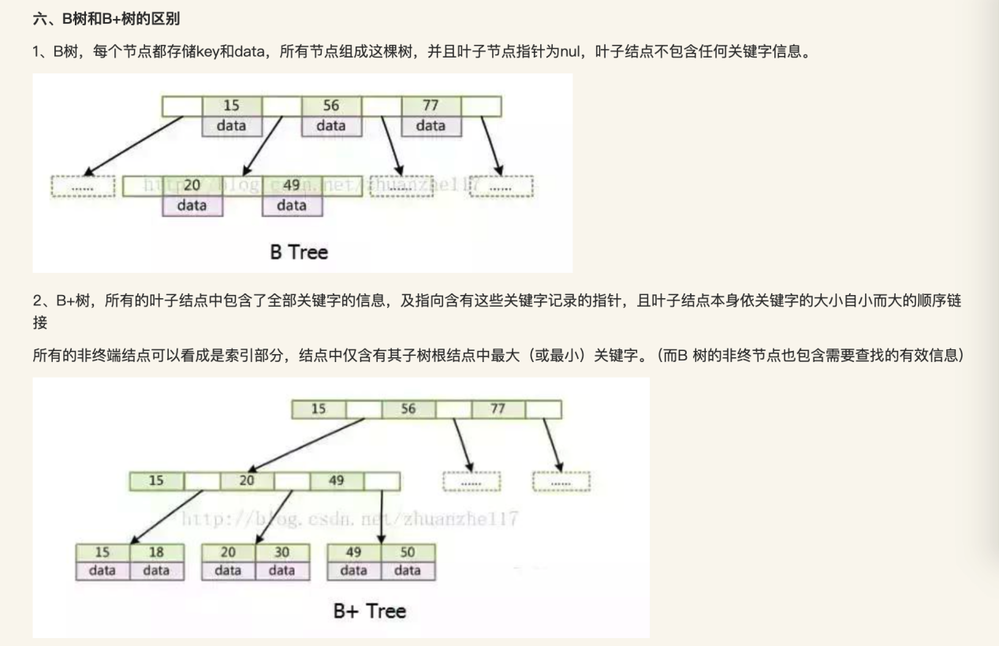 六、B树和B+树的区别
1、B树，每个节点都存储key和data，所有节点组成这棵树，并且叶子节点指针为nul，叶子结点不包含任何关键字信息。
15 56 77
data data data
...... 20 49 ...... ......
http://blog.csdn.net/zhuanzhe117
data data
B Tree
2、B+树，所有的叶子结点中包含了全部关键字的信息，及指向含有这些关键字记录的指针，且叶子结点本身依关键字的大小自小而大的顺序链
接
所有的非终端结点可以看成是索引部分，结点中仅含有其子树根结点中最大（或最小）关键字。（而B 树的非终节点也包含需要查找的有效信息）
15 56 77
15 20 49 ...... ......
http://blog.csdn.net/zhuanzhe117
15 18 20 30 49 50
data data data data data data
B+ Tree